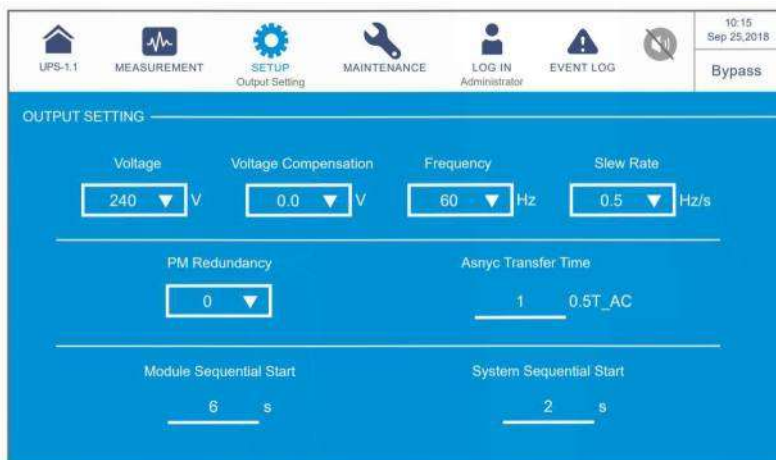 10:15
Sep 25,2018
UPS-1.1 MEASUREMENT SETUP MAINTENANCE LOG IN EVENT LOG
Output Setting Administrator
Bypass
OUTPUT SETTING
Voltage Voltage Compensation Frequency Slew Rate
240 V 0.0 V 60 Hz 0.5 Hz/s
PM Redundancy Asnyc Transfer Time
0 1 0.5T_AC
Module Sequential Start System Sequential Start
6 s 2 s